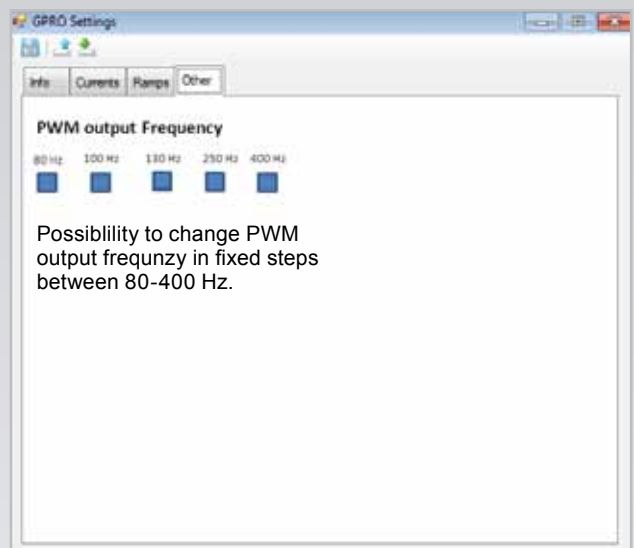 GPRO Settings
Info Currents Ramps Other
PWM output Frequency
80 Hz 100 Hz 130 Hz 250 Hz 400 Hz
Possiblility to change PWM
output frequnzy in fixed steps
between 80-400 Hz.